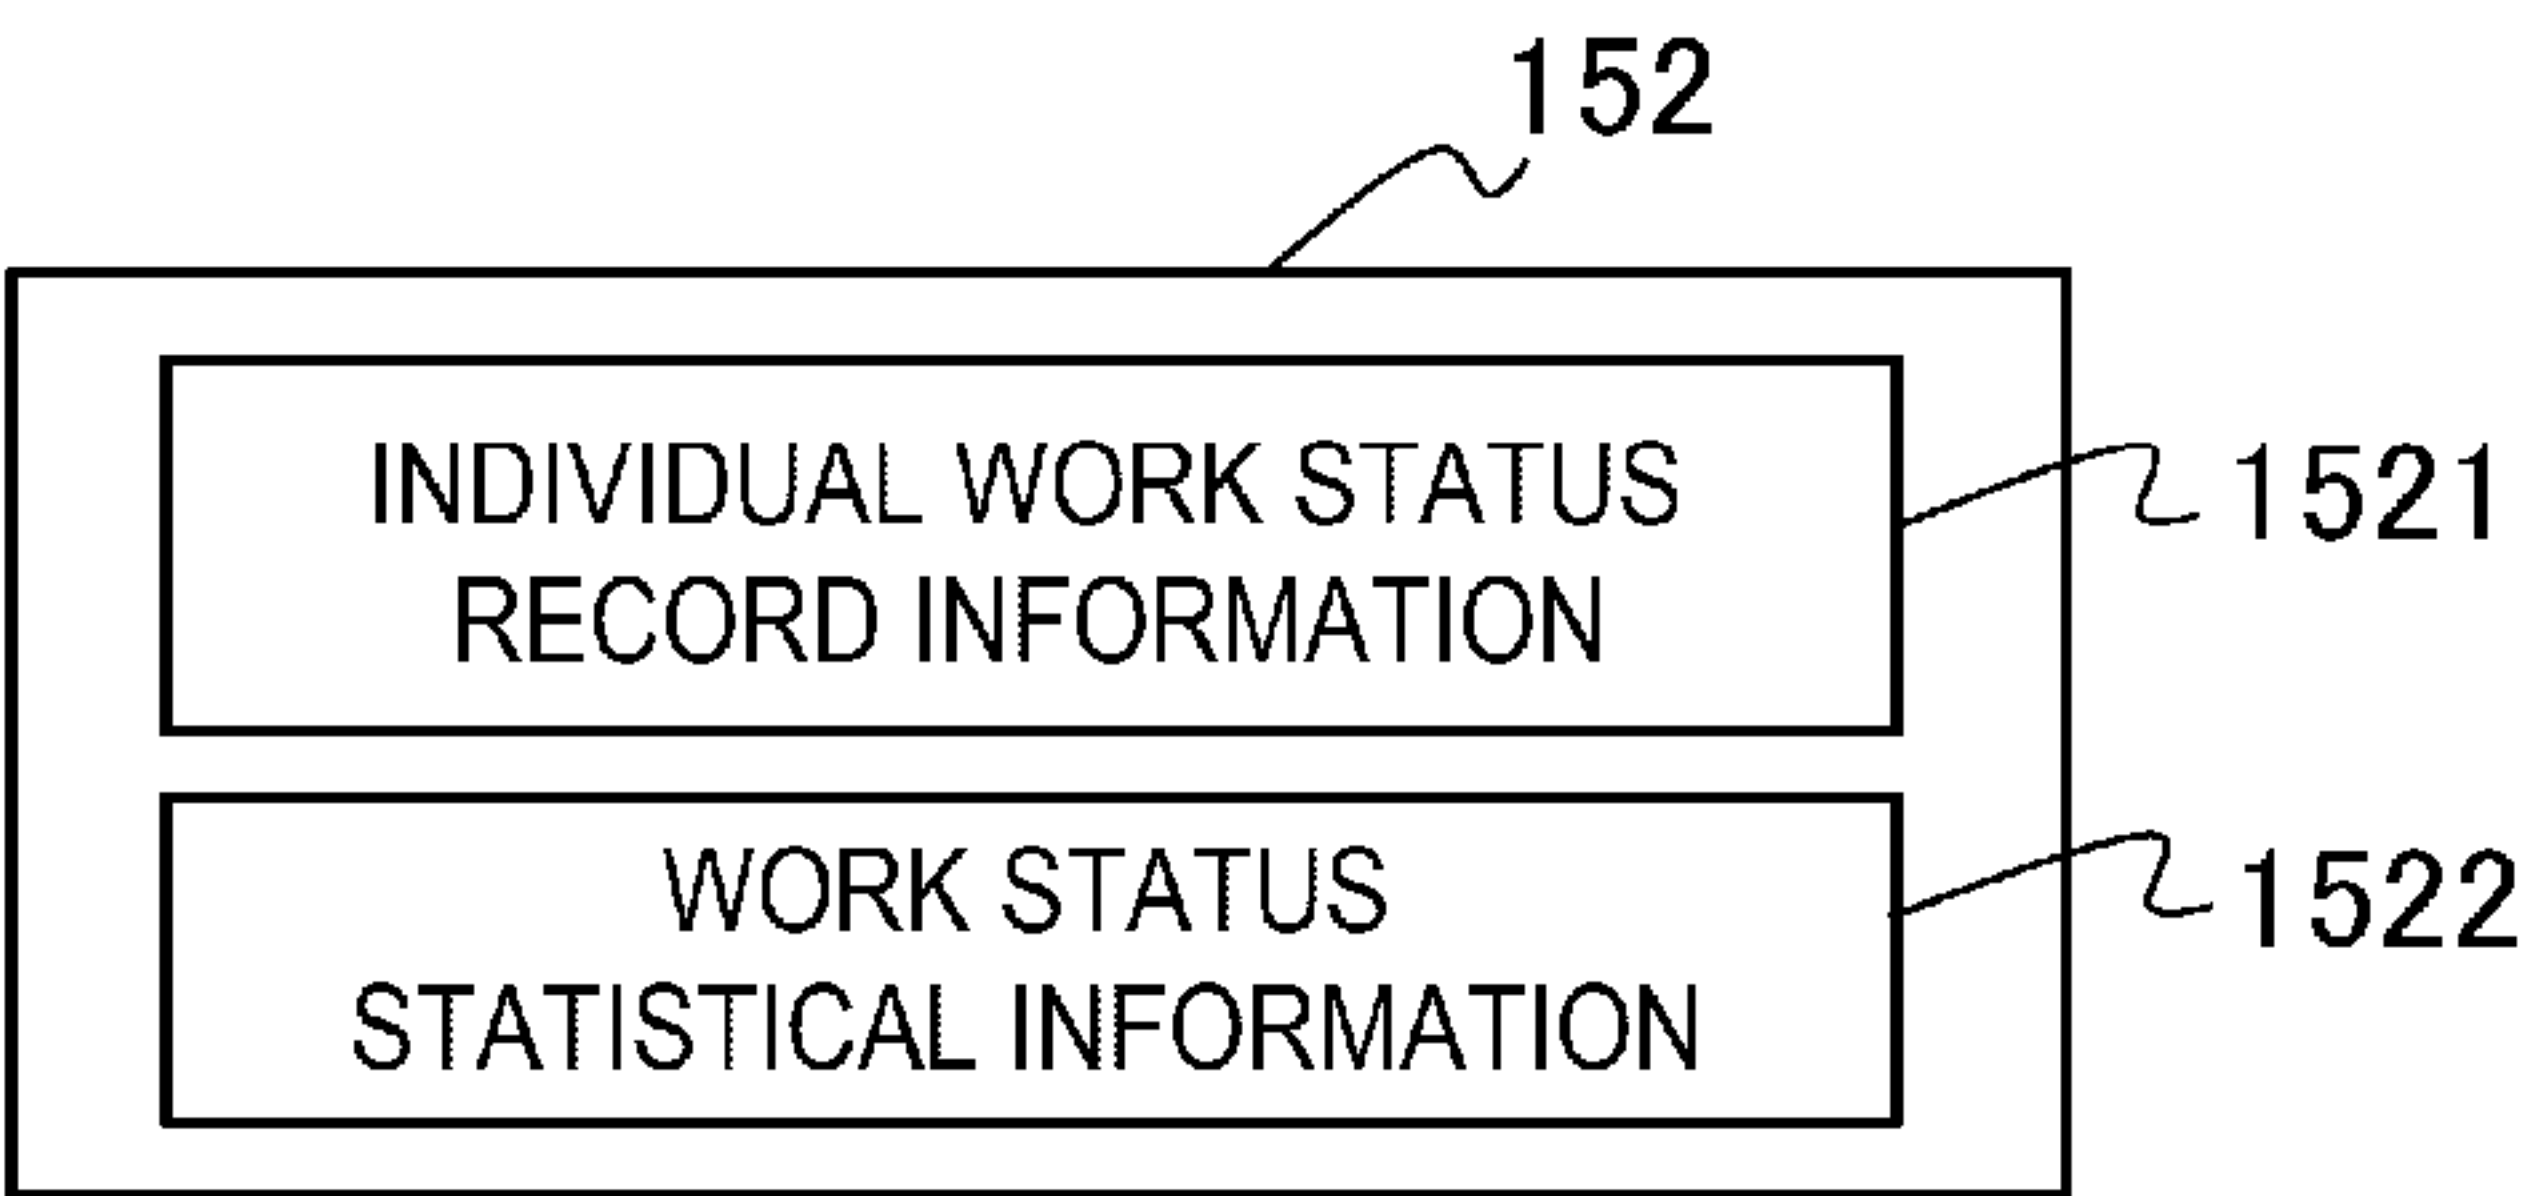 152
INDIVIDUAL WORK STATUS
RECORD INFORMATION
1521
WORK STATUS
STATISTICAL INFORMATION
1522